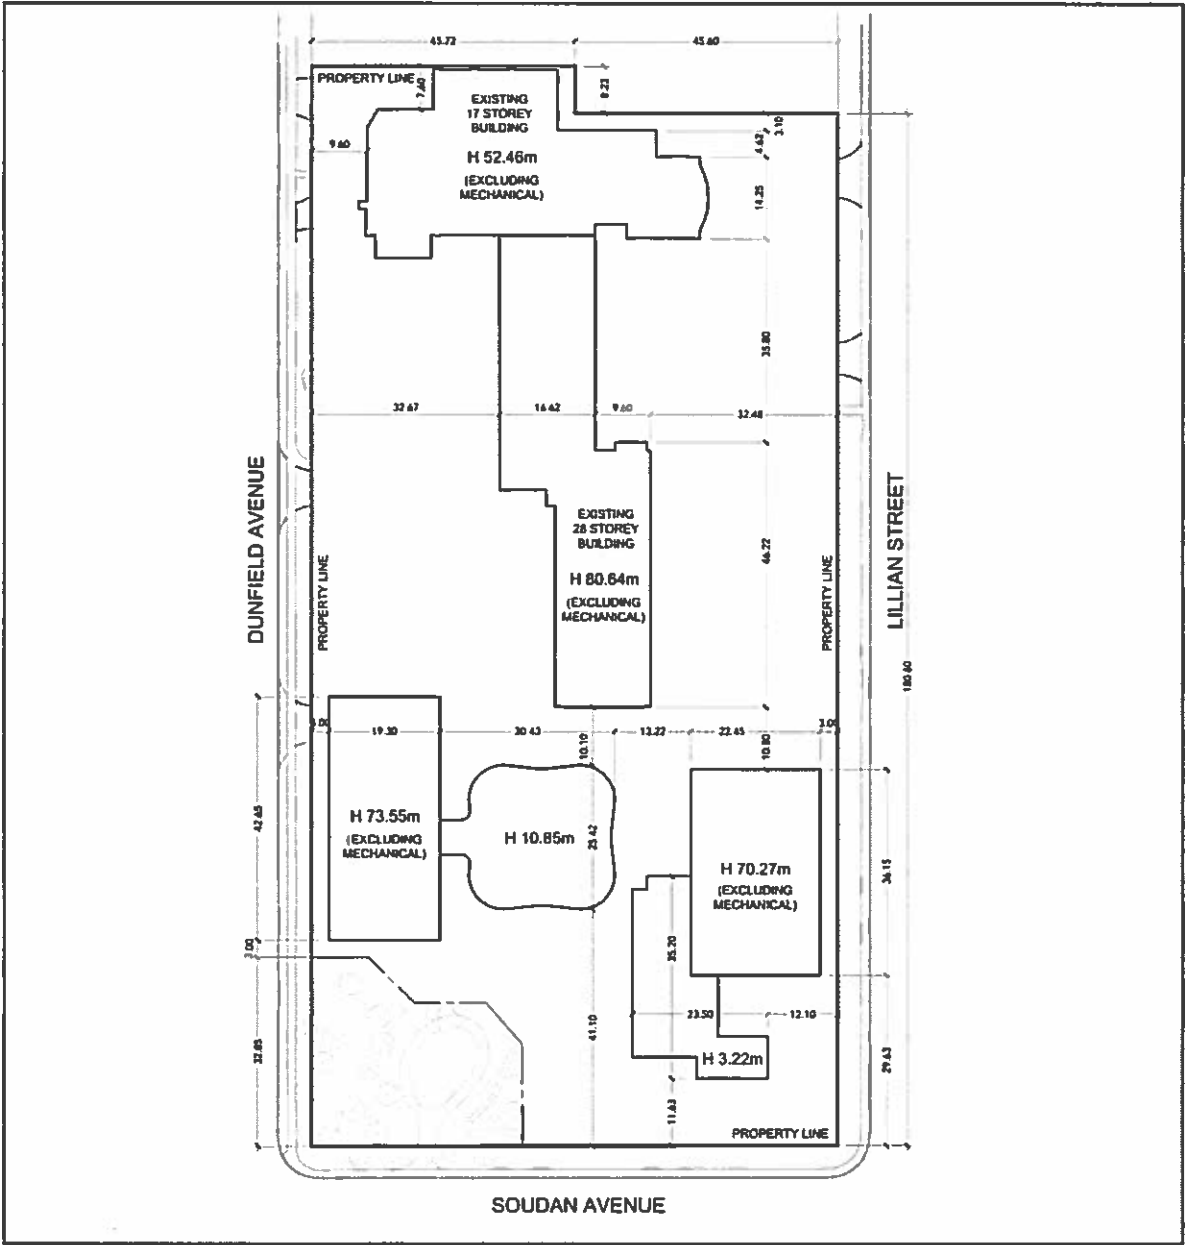 45.72
45.60
PROPERTY LINE
7.60
8.23
EXISTING
17 STOREY
BUILDING
H 52.46m
(EXCLUDING
MECHANICAL)
9.60
3.10
4.62
14.25
35.80
32.67
16.62
9.60
32.48
DUNFIELD AVENUE
LILLIAN STREET
EXISTING
28 STOREY
BUILDING
H 80.64m
(EXCLUDING
MECHANICAL)
46.22
PROPERTY LINE
PROPERTY LINE
180.60
3.00
19.30
30.43
13.22
22.45
3.00
10.10
10.80
42.65
H 73.55m
(EXCLUDING
MECHANICAL)
H 10.85m
25.42
H 70.27m
(EXCLUDING
MECHANICAL)
36.15
3.00
35.20
32.85
41.10
23.50
12.10
H 3.22m
29.63
11.63
PROPERTY LINE
SOUDAN AVENUE